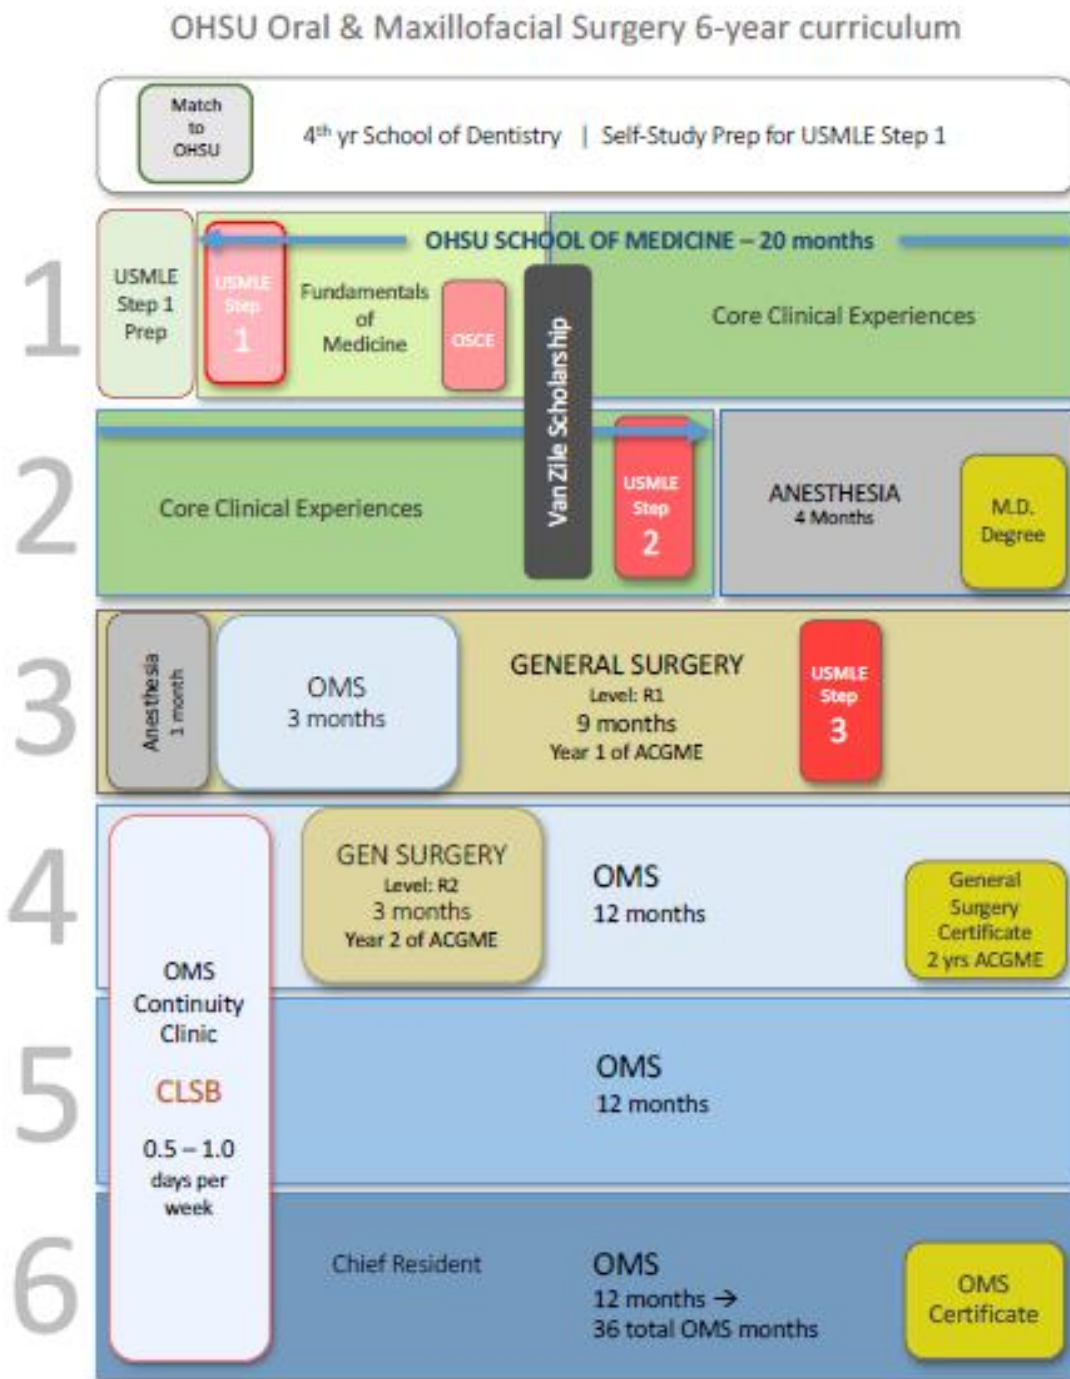 OHSU Oral & Maxillofacial Surgery 6-year curriculum
Match
to
OHSU
4th yr School of Dentistry | Self-Study Prep for USMLE Step 1
1
USMLE
Step 1
Prep
OHSU SCHOOL OF MEDICINE – 20 months
USMLE
Step
1
Fundamentals
of
Medicine
OSCE
Van Zile Scholarship
Core Clinical Experiences
2
Core Clinical Experiences
USMLE
Step
2
ANESTHESIA
4 Months
M.D.
Degree
3
Anesthesia
1 month
OMS
3 months
GENERAL SURGERY
Level: R1
9 months
Year 1 of ACGME
USMLE
Step
3
4
GEN SURGERY
Level: R2
3 months
Year 2 of ACGME
OMS
12 months
General
Surgery
Certificate
2 yrs ACGME
OMS
Continuity
Clinic
CLSB
0.5 – 1.0
days per
week
5
OMS
12 months
6
Chief Resident
OMS
12 months →
36 total OMS months
OMS
Certificate